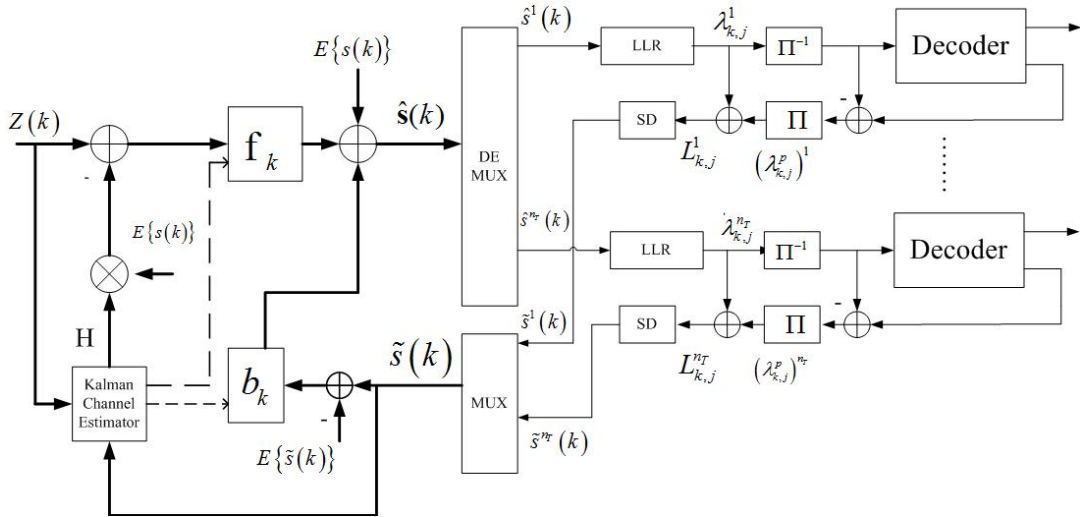 E{s(k)}
Z(k)
-
f_k
ŝ(k)
E{s(k)}
H
Kalman
Channel
Estimator
b_k
s̃(k)
-
E{s̃(k)}
DE
MUX
MUX
ŝ^1(k)
LLR
λ^1_{k,j}
Π^{-1}
Decoder
SD
L^1_{k,j}
Π
(λ^p_{k,j})^1
-
ŝ^{n_T}(k)
LLR
λ^{n_T}_{k,j}
Π^{-1}
Decoder
s̃^1(k)
SD
L^{n_T}_{k,j}
Π
(λ^p_{k,j})^{n_T}
-
s̃^{n_T}(k)